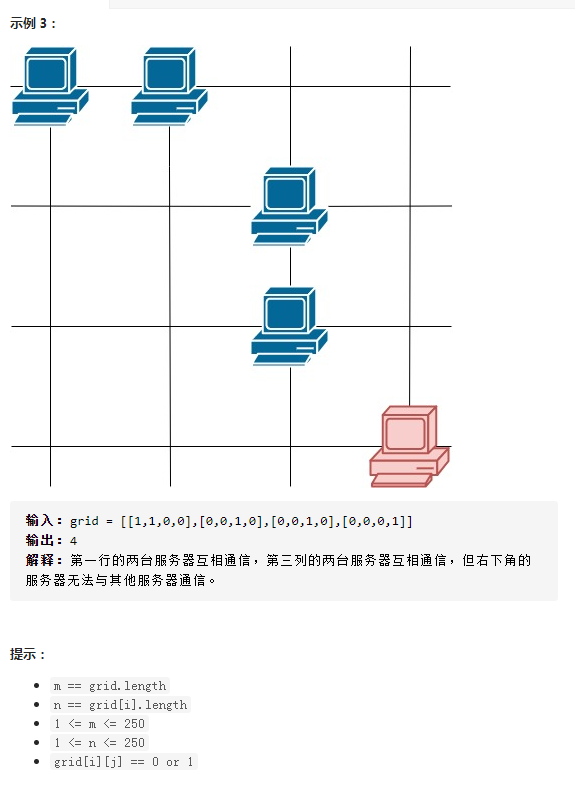 示例 3：
输入：grid = [[1,1,0,0],[0,0,1,0],[0,0,1,0],[0,0,0,1]]
输出：4
解释：第一行的两台服务器互相通信，第三列的两台服务器互相通信，但右下角的
服务器无法与其他服务器通信。
提示：
m == grid.length
n == grid[i].length
1 <= m <= 250
1 <= n <= 250
grid[i][j] == 0 or 1